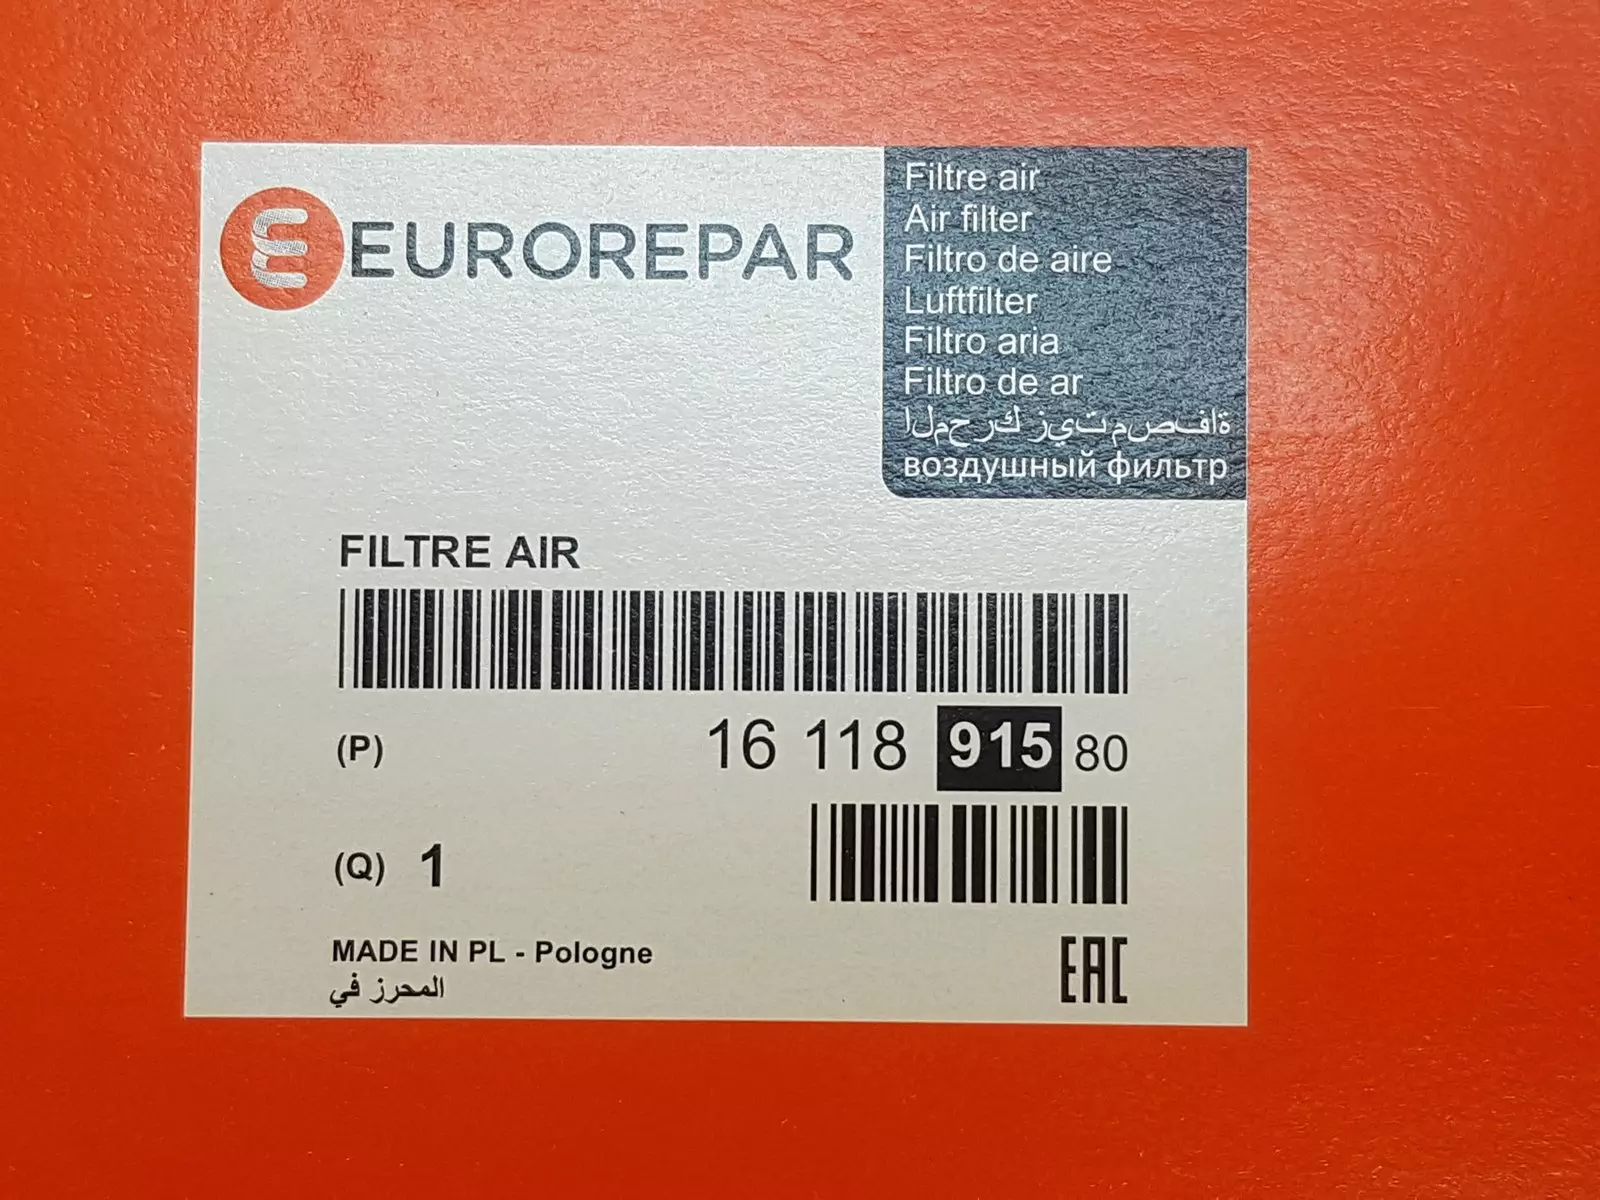 EUROREPAR
Filtre air
Air filter
Filtro de aire
Luftfilter
Filtro aria
Filtro de ar
المحرك زيت مصفاة
воздушный фильтр
FILTRE AIR
(P) 16 118 915 80
(Q) 1
MADE IN PL - Pologne
المحرز في
EAC